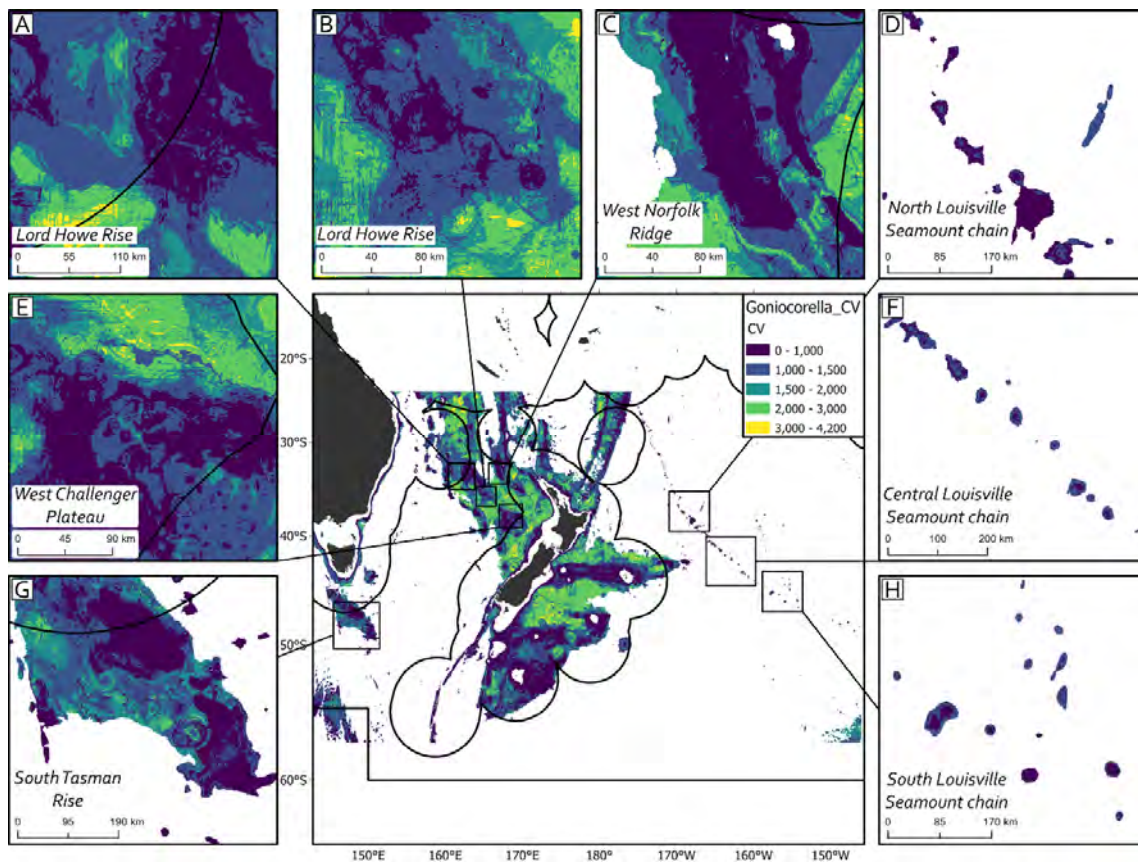 A
Lord Howe Rise
0 55 110 km
B
Lord Howe Rise
0 40 80 km
C
West Norfolk
Ridge
0 40 80 km
D
North Louisville
Seamount chain
0 85 170 km
E
West Challenger
Plateau
0 45 90 km
Goniocorella_CV
CV
0 - 1,000
1,000 - 1,500
1,500 - 2,000
2,000 - 3,000
3,000 - 4,200
20°S
30°S
40°S
50°S
60°S
150°E 160°E 170°E 180° 170°W 160°W 150°W
F
Central Louisville
Seamount chain
0 100 200 km
G
South Tasman
Rise
0 95 190 km
H
South Louisville
Seamount chain
0 85 170 km